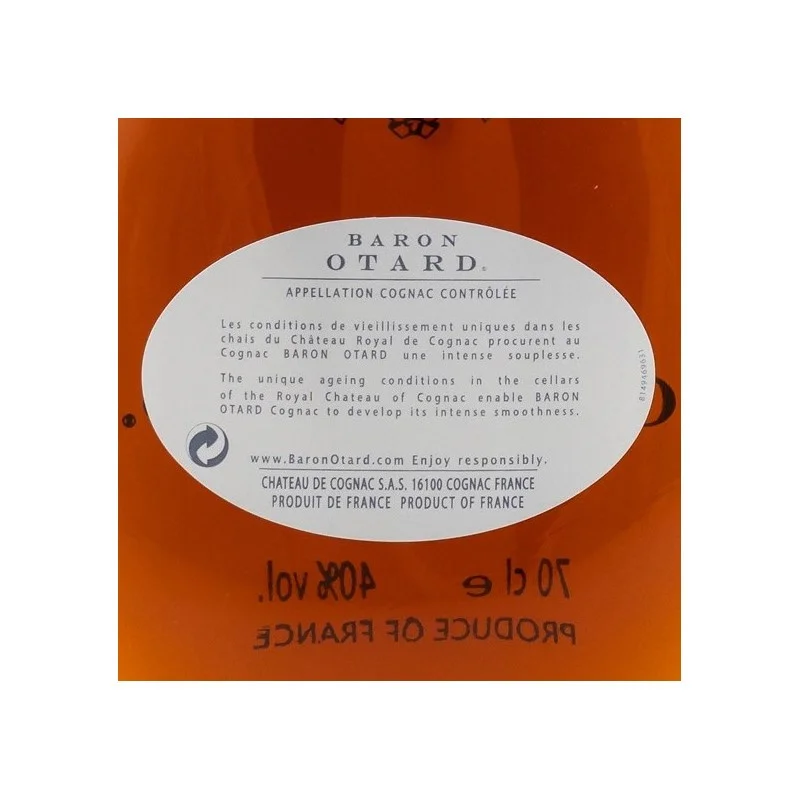 BARON
OTARD®
APPELLATION COGNAC CONTRÔLÉE
Les conditions de vieillissement uniques dans les
chais du Château Royal de Cognac procurent au
Cognac BARON OTARD une intense souplesse.
The unique ageing conditions in the cellars
of the Royal Chateau of Cognac enable BARON
OTARD Cognac to develop its intense smoothness.
www.BaronOtard.com Enjoy responsibly.
CHATEAU DE COGNAC S.A.S. 16100 COGNAC FRANCE
PRODUIT DE FRANCE PRODUCT OF FRANCE
70 cl e 40% vol.
PRODUCE OF FRANCE